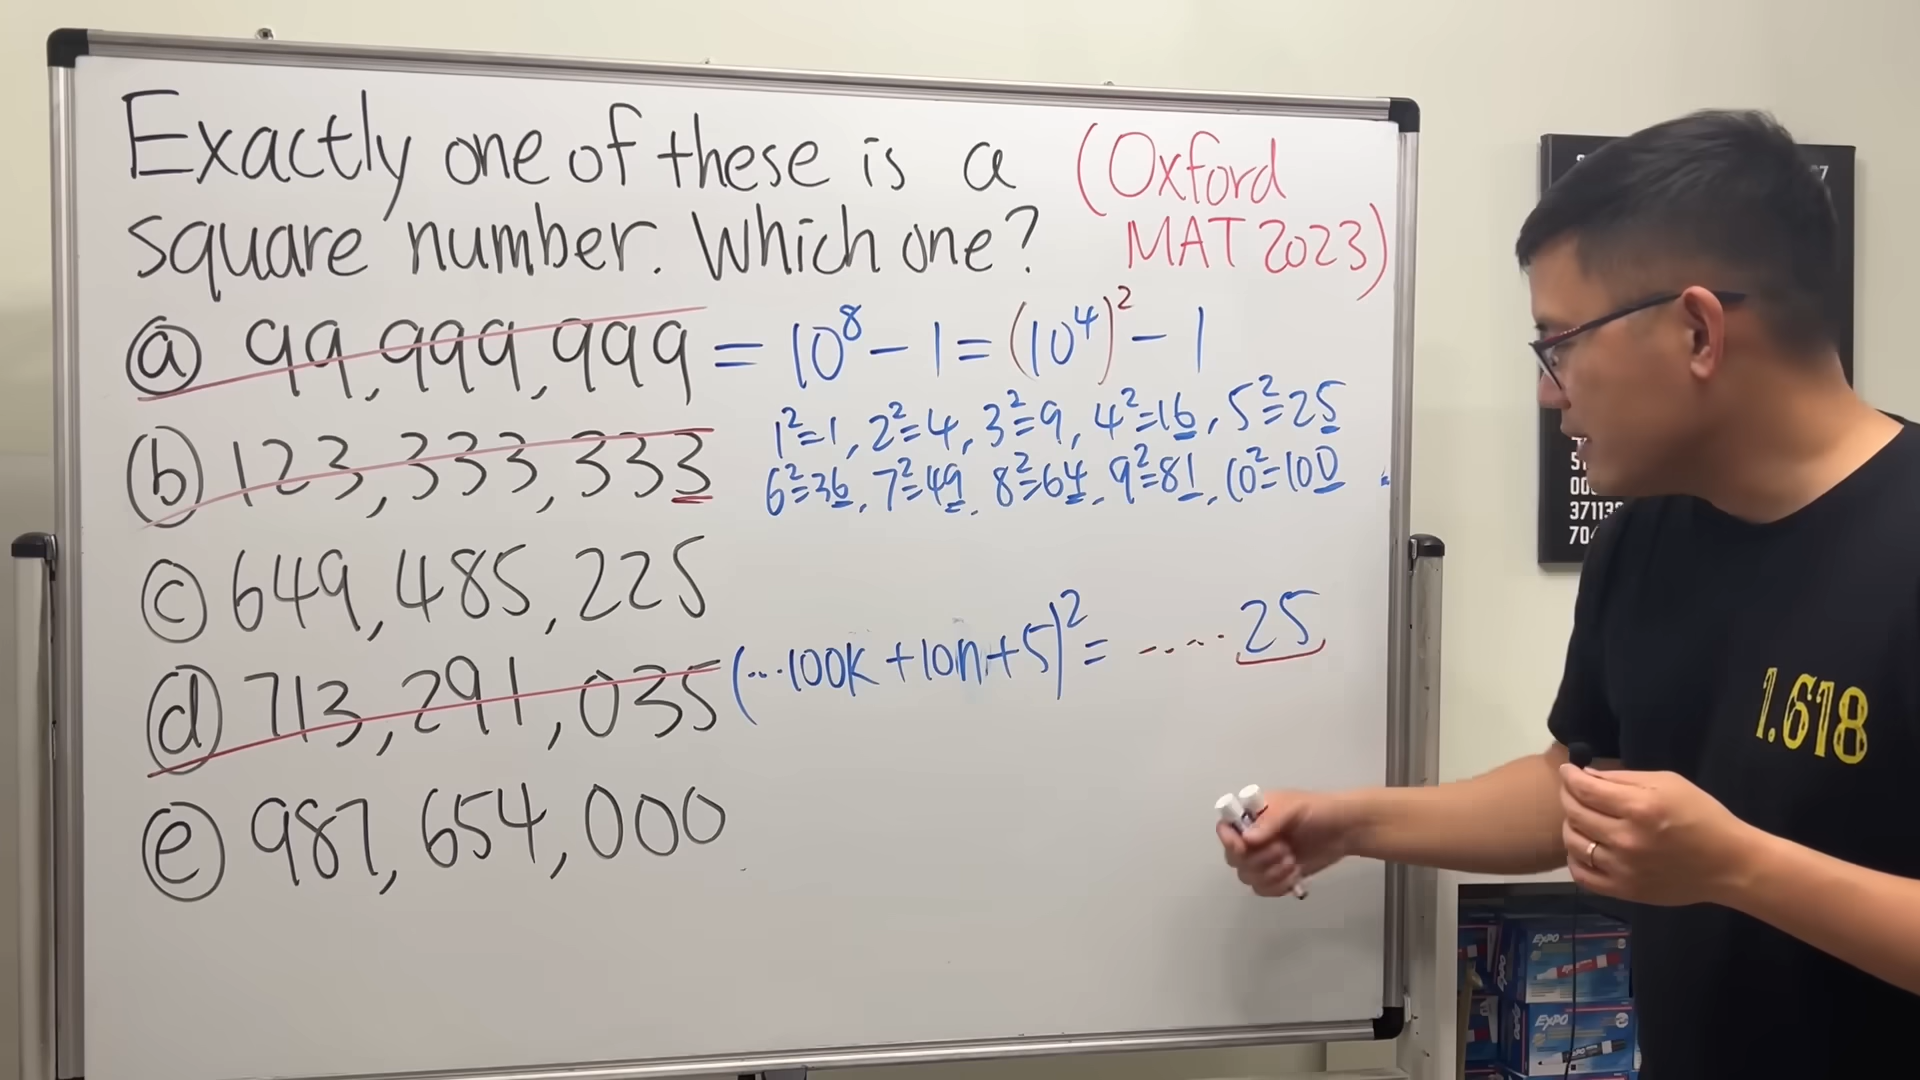 Exactly one of these is a
square number. Which one?
(Oxford
MAT 2023)
ⓐ 99,999,999 = 10⁸ - 1 = (10⁴)² - 1
1²=1, 2²=4, 3²=9, 4²=16, 5²=25
6²=36, 7²=49, 8²=64, 9²=81, 10²=100
ⓑ 123,333,333
ⓒ 649,485,225
ⓓ 713,291,035
(...100k + 10n + 5)² = .....25
ⓔ 987,654,000
1.618
EXPO
EXPO